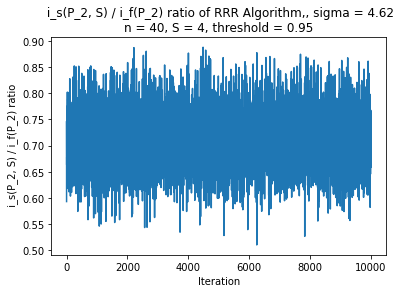 i_s(P_2, S) / i_f(P_2) ratio of RRR Algorithm,, sigma = 4.62
n = 40, S = 4, threshold = 0.95
0.90
0.85
0.80
0.75
0.70
0.65
0.60
0.55
0.50
i_s(P_2, S) / i_f(P_2) ratio
0 2000 4000 6000 8000 10000
Iteration